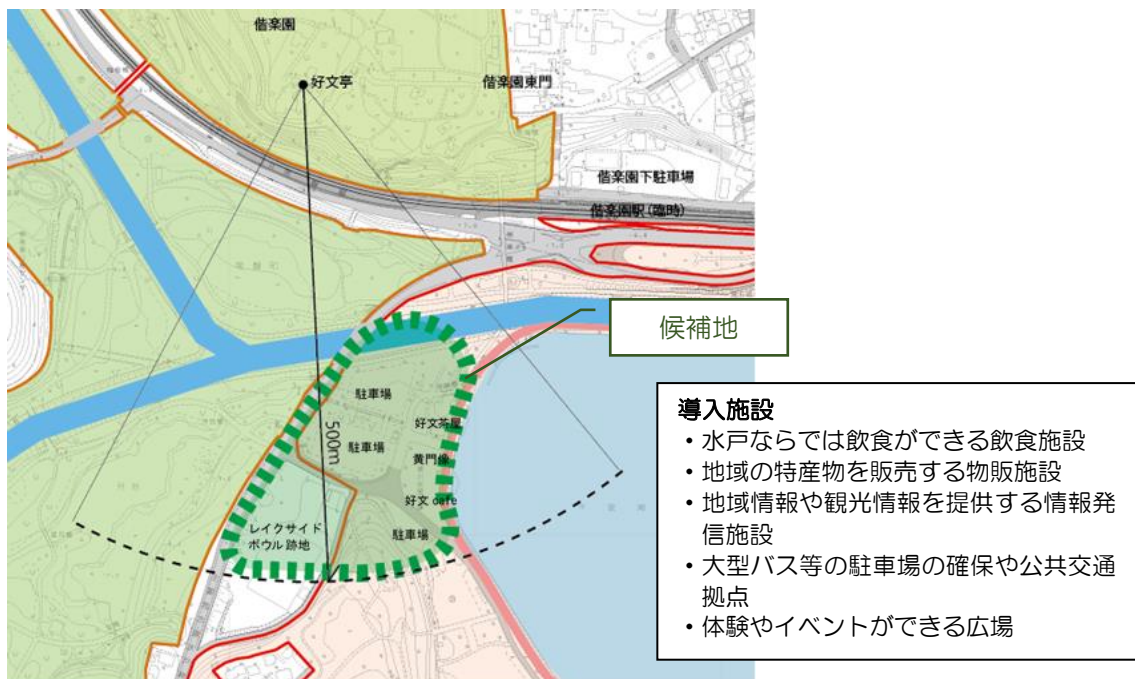 偕楽園
好文亭
偕楽園東門
偕楽園下駐車場
偕楽園駅(臨時)
候補地
500m
駐車場
好文茶屋
駐車場
黄門像
好文 cafe
レイクサイド
ボウル跡地
駐車場
導入施設
・水戸ならでは飲食ができる飲食施設
・地域の特産物を販売する物販施設
・地域情報や観光情報を提供する情報発
信施設
・大型バス等の駐車場の確保や公共交通
拠点
・体験やイベントができる広場